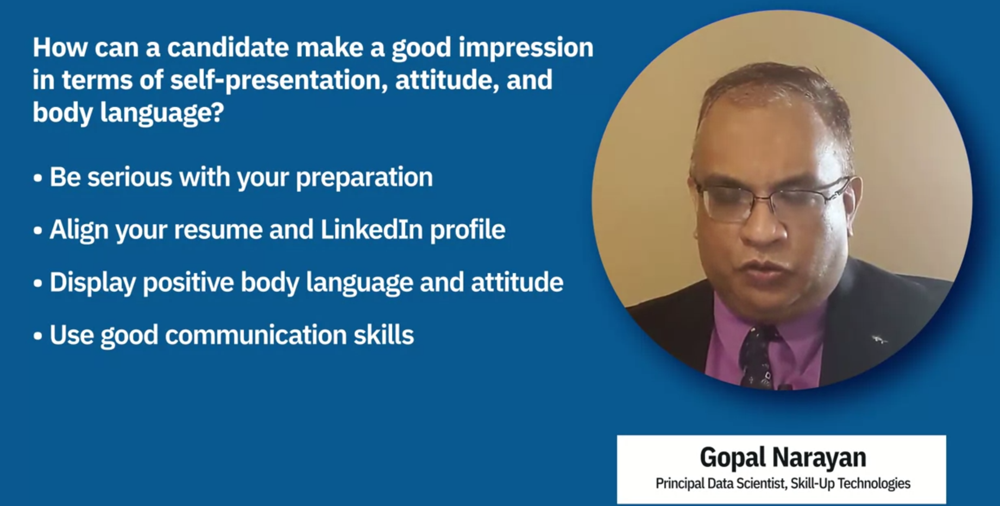 How can a candidate make a good impression
in terms of self-presentation, attitude, and
body language?
• Be serious with your preparation
• Align your resume and LinkedIn profile
• Display positive body language and attitude
• Use good communication skills
Gopal Narayan
Principal Data Scientist, Skill-Up Technologies